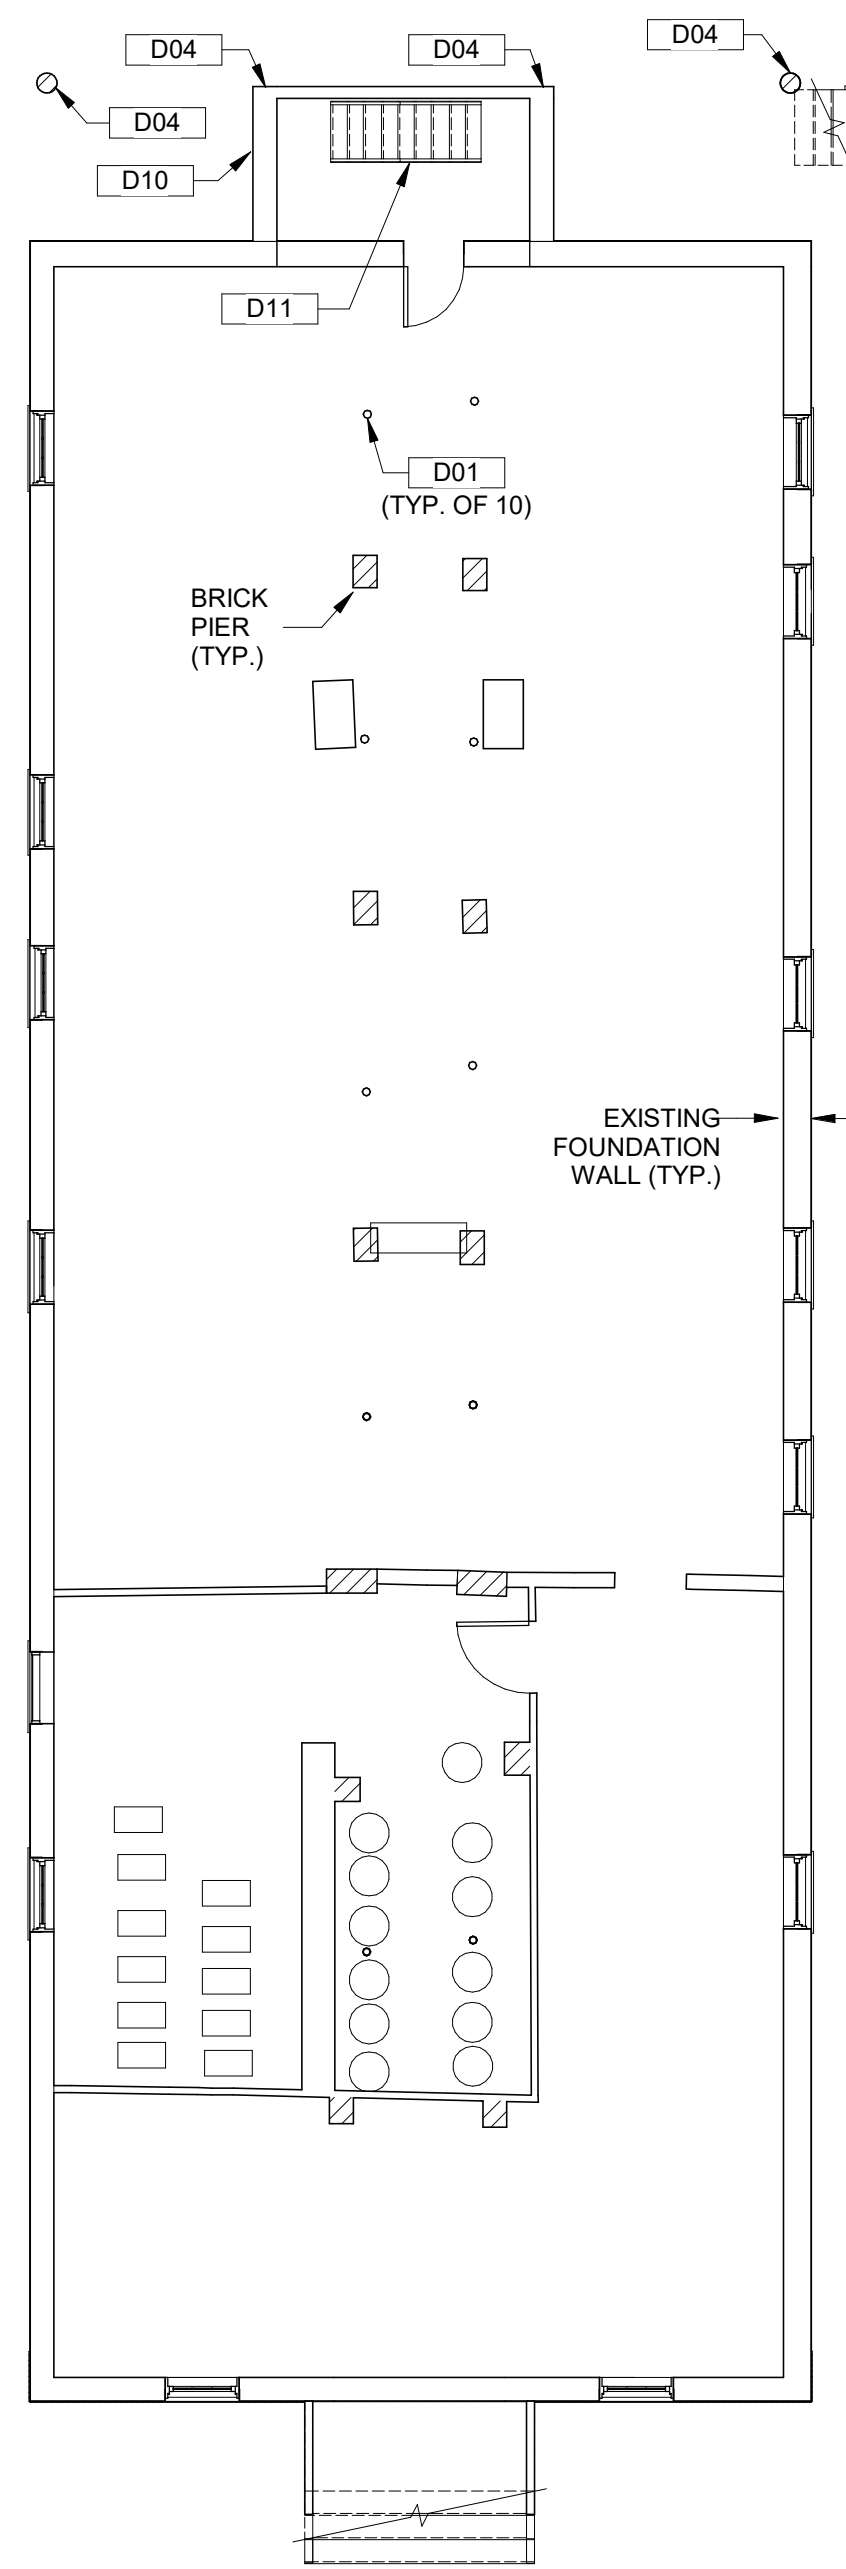 D04
D04
D04
D04
D10
D11
D01
(TYP. OF 10)
BRICK
PIER
(TYP.)
EXISTING
FOUNDATION
WALL (TYP.)